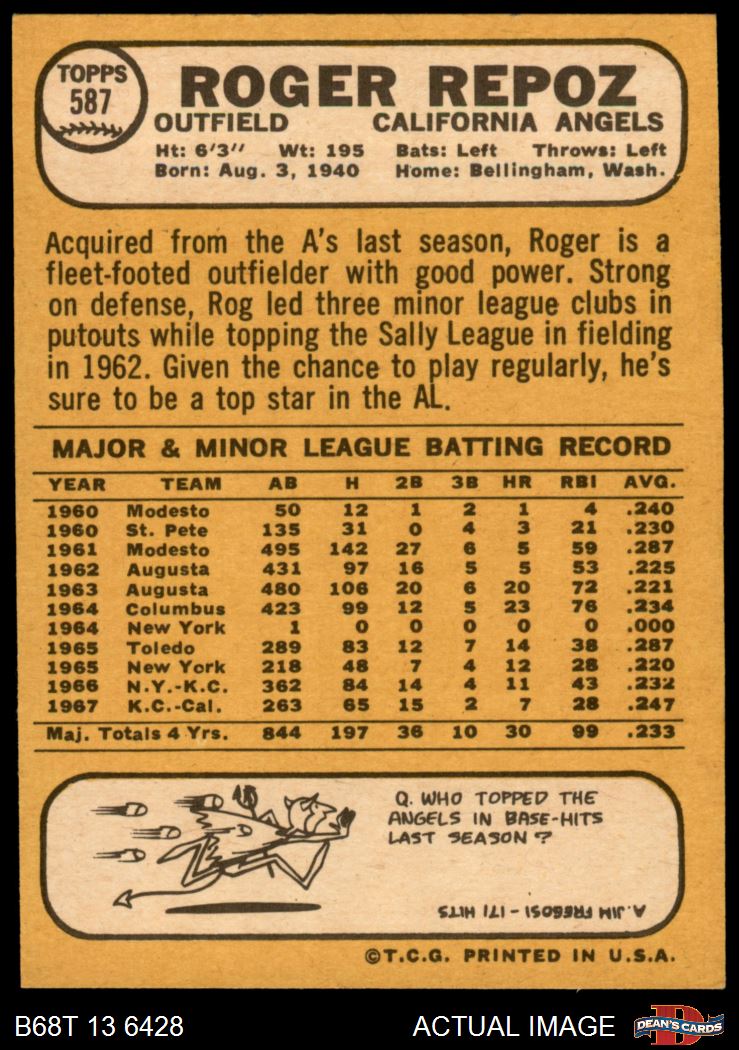 TOPPS
587
ROGER REPOZ
OUTFIELD CALIFORNIA ANGELS
Ht: 6'3" Wt: 195 Bats: Left Throws: Left
Born: Aug. 3, 1940 Home: Bellingham, Wash.
Acquired from the A's last season, Roger is a
fleet-footed outfielder with good power. Strong
on defense, Rog led three minor league clubs in
putouts while topping the Sally League in fielding
in 1962. Given the chance to play regularly, he's
sure to be a top star in the AL.
MAJOR & MINOR LEAGUE BATTING RECORD
YEAR TEAM AB H 2B 3B HR RBI AVG.
1960 Modesto 50 12 1 2 1 4 .240
1960 St. Pete 135 31 0 4 3 21 .230
1961 Modesto 495 142 27 6 5 59 .287
1962 Augusta 431 97 16 5 5 53 .225
1963 Augusta 480 106 20 6 20 72 .221
1964 Columbus 423 99 12 5 23 76 .234
1964 New York 1 0 0 0 0 0 .000
1965 Toledo 289 83 12 7 14 38 .287
1965 New York 218 48 7 4 12 28 .220
1966 N.Y.-K.C. 362 84 14 4 11 43 .232
1967 K.C.-Cal. 263 65 15 2 7 28 .247
Maj. Totals 4 Yrs. 844 197 36 10 30 99 .233
Q. WHO TOPPED THE
ANGELS IN BASE-HITS
LAST SEASON?
A. JIM FREGOSI - 171 HITS
©T.C.G. PRINTED IN U.S.A.
B68T 13 6428 ACTUAL IMAGE DEAN'S CARDS